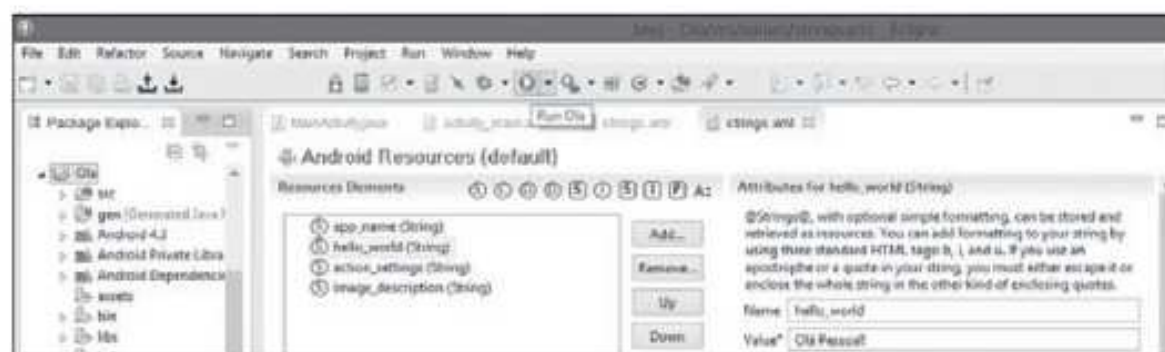 File Edit Refactor Source Navigate Search Project Run Window Help
Run Ola
Package Explo...
MainActivity.java
strings.xml
strings.xml
Android Resources (default)
Ola
src
gen [Generated Java
Android 4.2
Android Private Libra
Android Dependencie
assets
bin
libs
Resources Elements
Az
app_name (String)
hello_world (String)
action_settings (String)
image_description (String)
Add...
Remove...
Up
Down
Attributes for hello_world (String)
@Strings@, with optional simple formatting, can be stored and
retrieved as resources. You can add formatting to your string by
using three standard HTML tags: b, i, and u. If you use an
apostrophe or a quote in your string, you must either escape it or
enclose the whole string in the other kind of enclosing quotes.
Name hello_world
Value* Olá Pessoal!